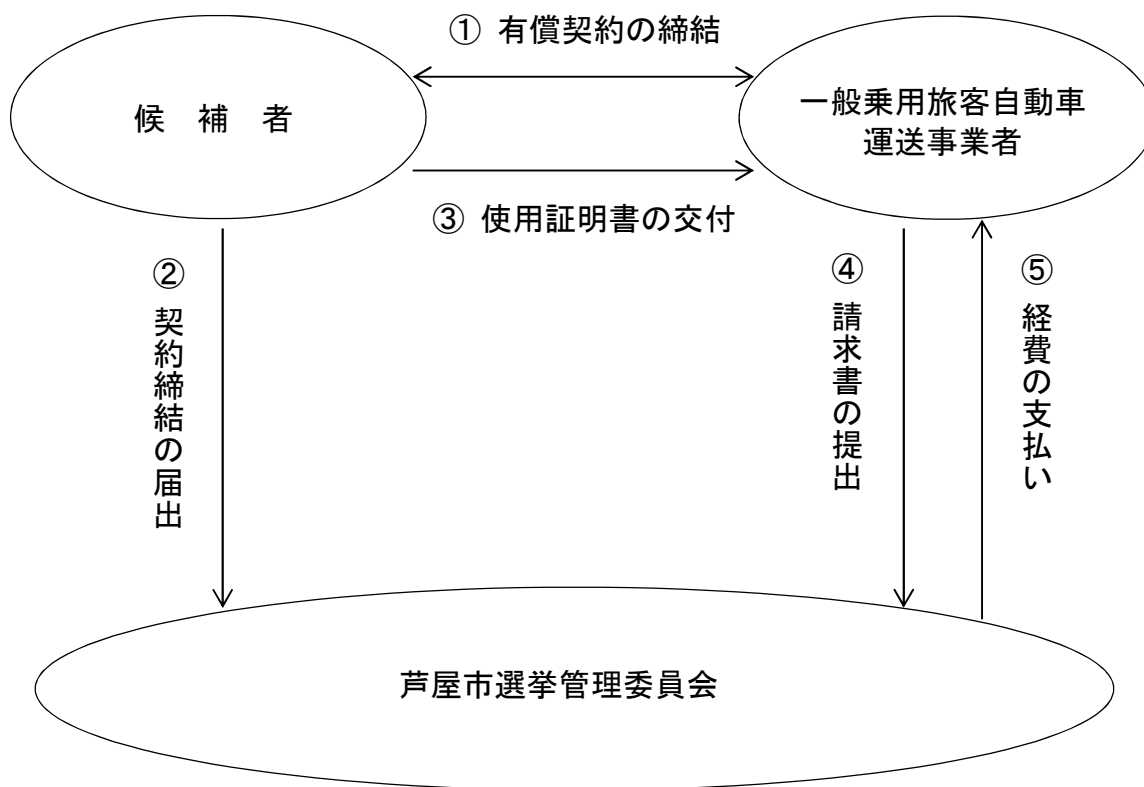 ① 有償契約の締結
候　補　者
一般乗用旅客自動車
運送事業者
③ 使用証明書の交付
② 契約締結の届出
④ 請求書の提出
⑤ 経費の支払い
芦屋市選挙管理委員会